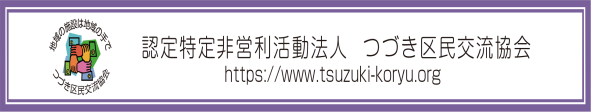 地域の施設は地域の手で
つづき区民交流協会
認定特定非営利活動法人 つづき区民交流協会
https://www.tsuzuki-koryu.org